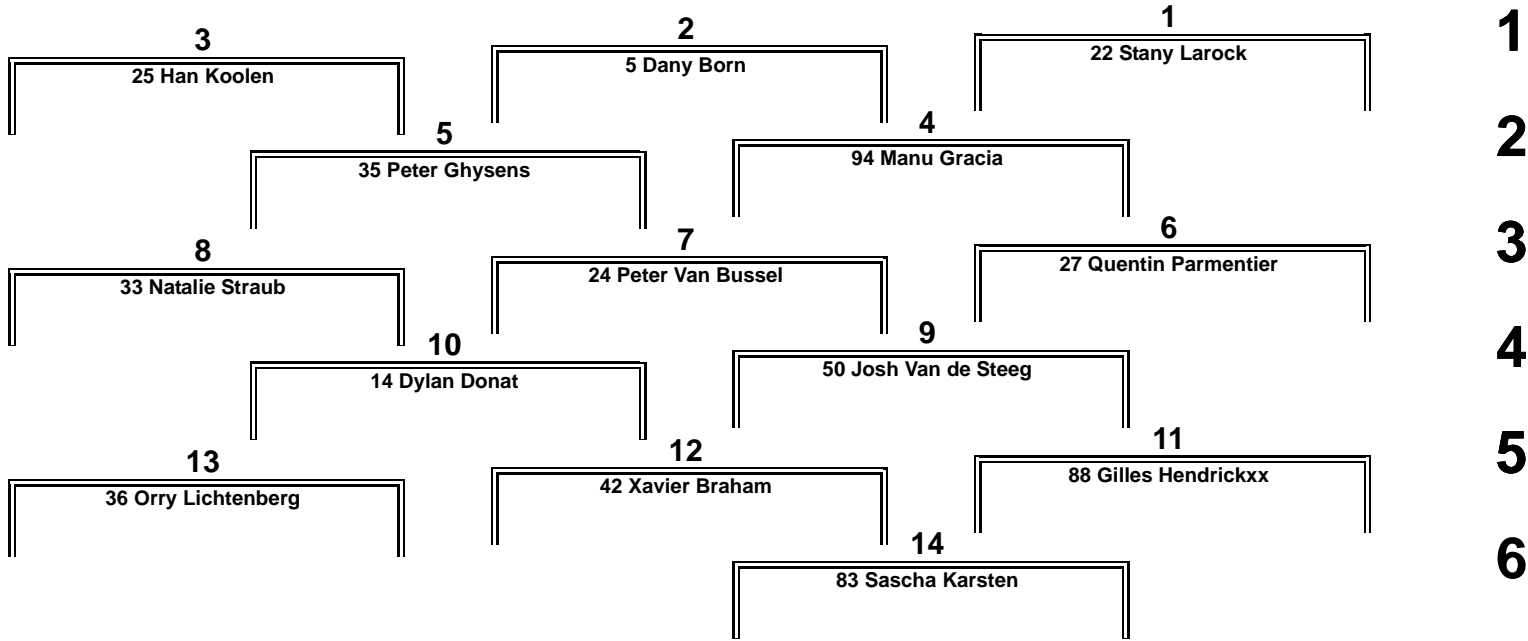 3 2 1 1
25 Han Koolen 5 Dany Born 22 Stany Larock
5 4 2
35 Peter Ghysens 94 Manu Gracia
8 7 6 3
33 Natalie Straub 24 Peter Van Bussel 27 Quentin Parmentier
10 9 4
14 Dylan Donat 50 Josh Van de Steeg
13 12 11 5
36 Orry Lichtenberg 42 Xavier Braham 88 Gilles Hendrickxx
14 6
83 Sascha Karsten